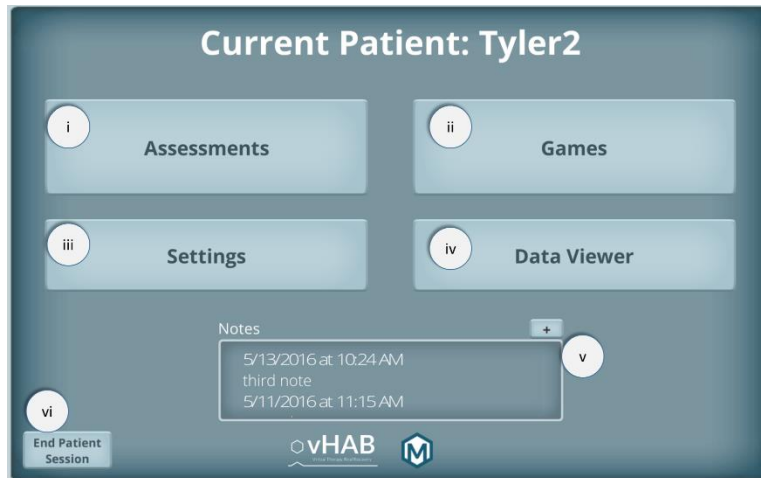 Current Patient: Tyler2
i
Assessments
ii
Games
iii
Settings
iv
Data Viewer
Notes
+
v
5/13/2016 at 10:24 AM
third note
5/11/2016 at 11:15 AM
vi
End Patient
Session
vHAB
M